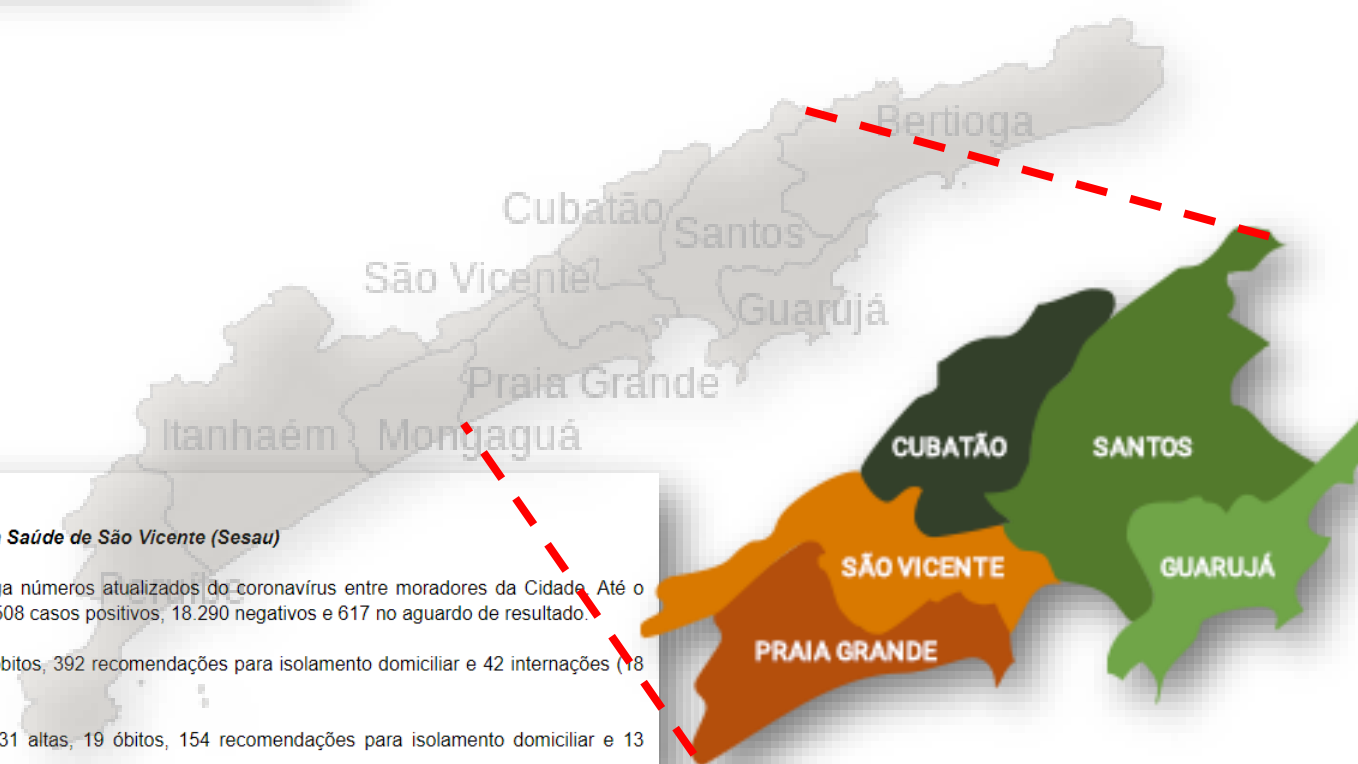 Bertioga
Cubatão
Santos
São Vicente
Guarujá
Praia Grande
Itanhaém
Mongaguá
Peruíbe
CUBATÃO
SANTOS
SÃO VICENTE
GUARUJÁ
PRAIA GRANDE
Saúde de São Vicente (Sesau)
números atualizados do coronavírus entre moradores da Cidade. Até o
508 casos positivos, 18.290 negativos e 617 no aguardo de resultado.
óbitos, 392 recomendações para isolamento domiciliar e 42 internações (18
31 altas, 19 óbitos, 154 recomendações para isolamento domiciliar e 13